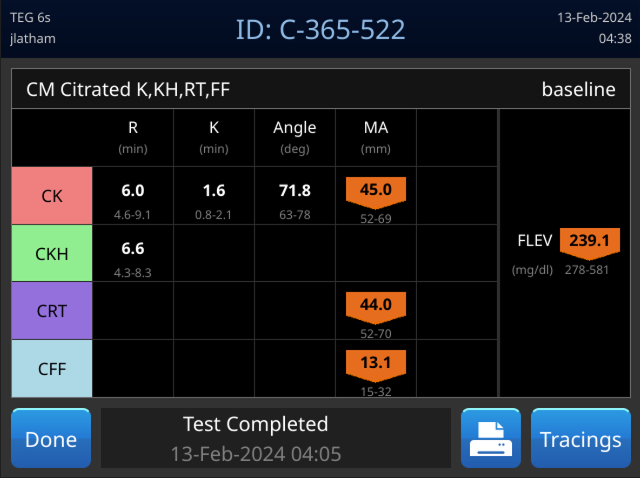 TEG 6s
jlatham
ID: C-365-522
13-Feb-2024
04:38
CM Citrated K,KH,RT,FF
baseline
R K Angle MA
(min) (min) (deg) (mm)
CK 6.0 1.6 71.8 45.0
4.6-9.1 0.8-2.1 63-78 52-69
CKH 6.6
4.3-8.3
FLEV 239.1
(mg/dl) 278-581
CRT 44.0
52-70
CFF 13.1
15-32
Done
Test Completed
13-Feb-2024 04:05
Tracings